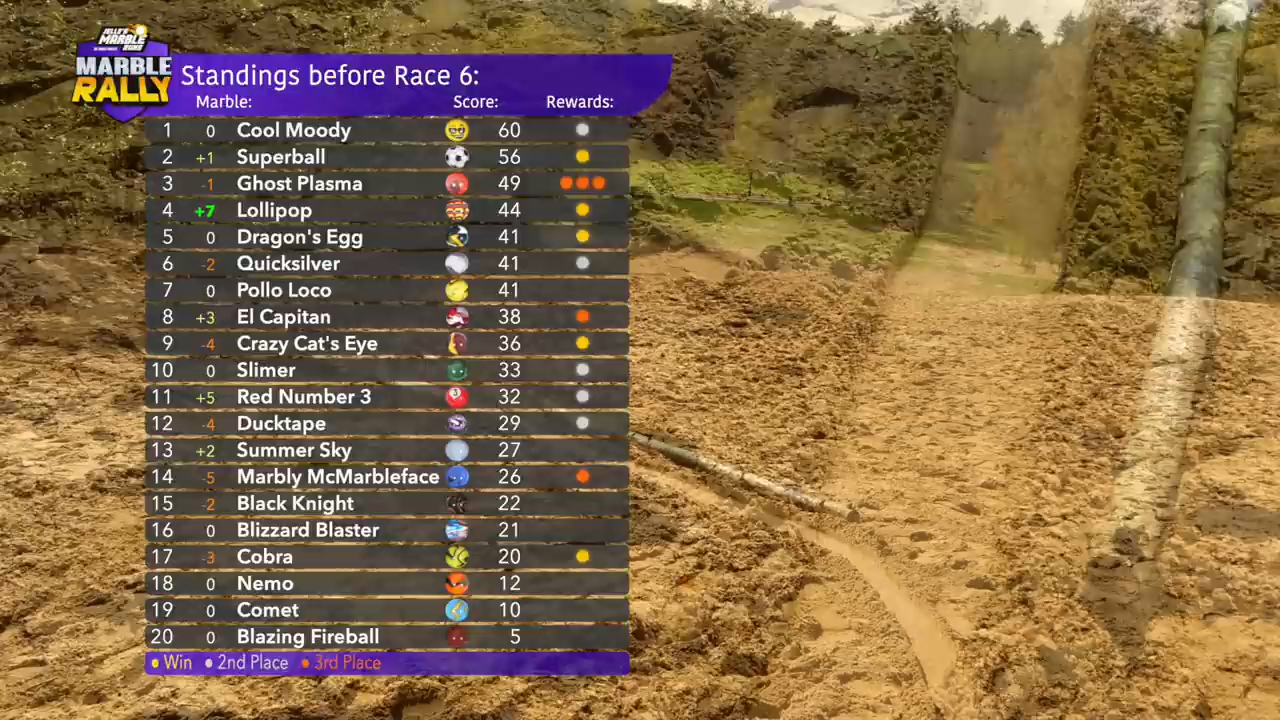 JELLE'S
MARBLE
RUNS
MARBLE
RALLY
Standings before Race 6:
Marble: Score: Rewards:
1 0 Cool Moody 60
2 +1 Superball 56
3 -1 Ghost Plasma 49
4 +7 Lollipop 44
5 0 Dragon's Egg 41
6 -2 Quicksilver 41
7 0 Pollo Loco 41
8 +3 El Capitan 38
9 -4 Crazy Cat's Eye 36
10 0 Slimer 33
11 +5 Red Number 3 32
12 -4 Ducktape 29
13 +2 Summer Sky 27
14 -5 Marbly McMarbleface 26
15 -2 Black Knight 22
16 0 Blizzard Blaster 21
17 -3 Cobra 20
18 0 Nemo 12
19 0 Comet 10
20 0 Blazing Fireball 5
Win 2nd Place 3rd Place